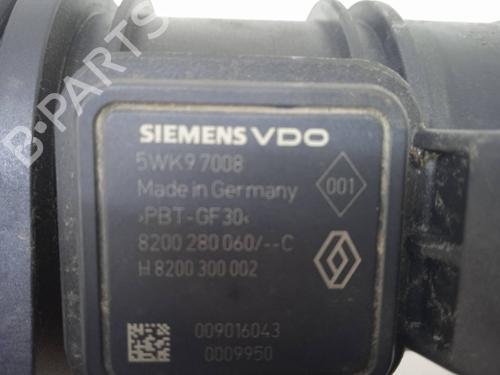 B-PARTS
SIEMENS VDO
5WK9 7008
Made in Germany
001
›PBT-GF30‹
8200 280 060/--C
H 8200 300 002
009016043
0009950